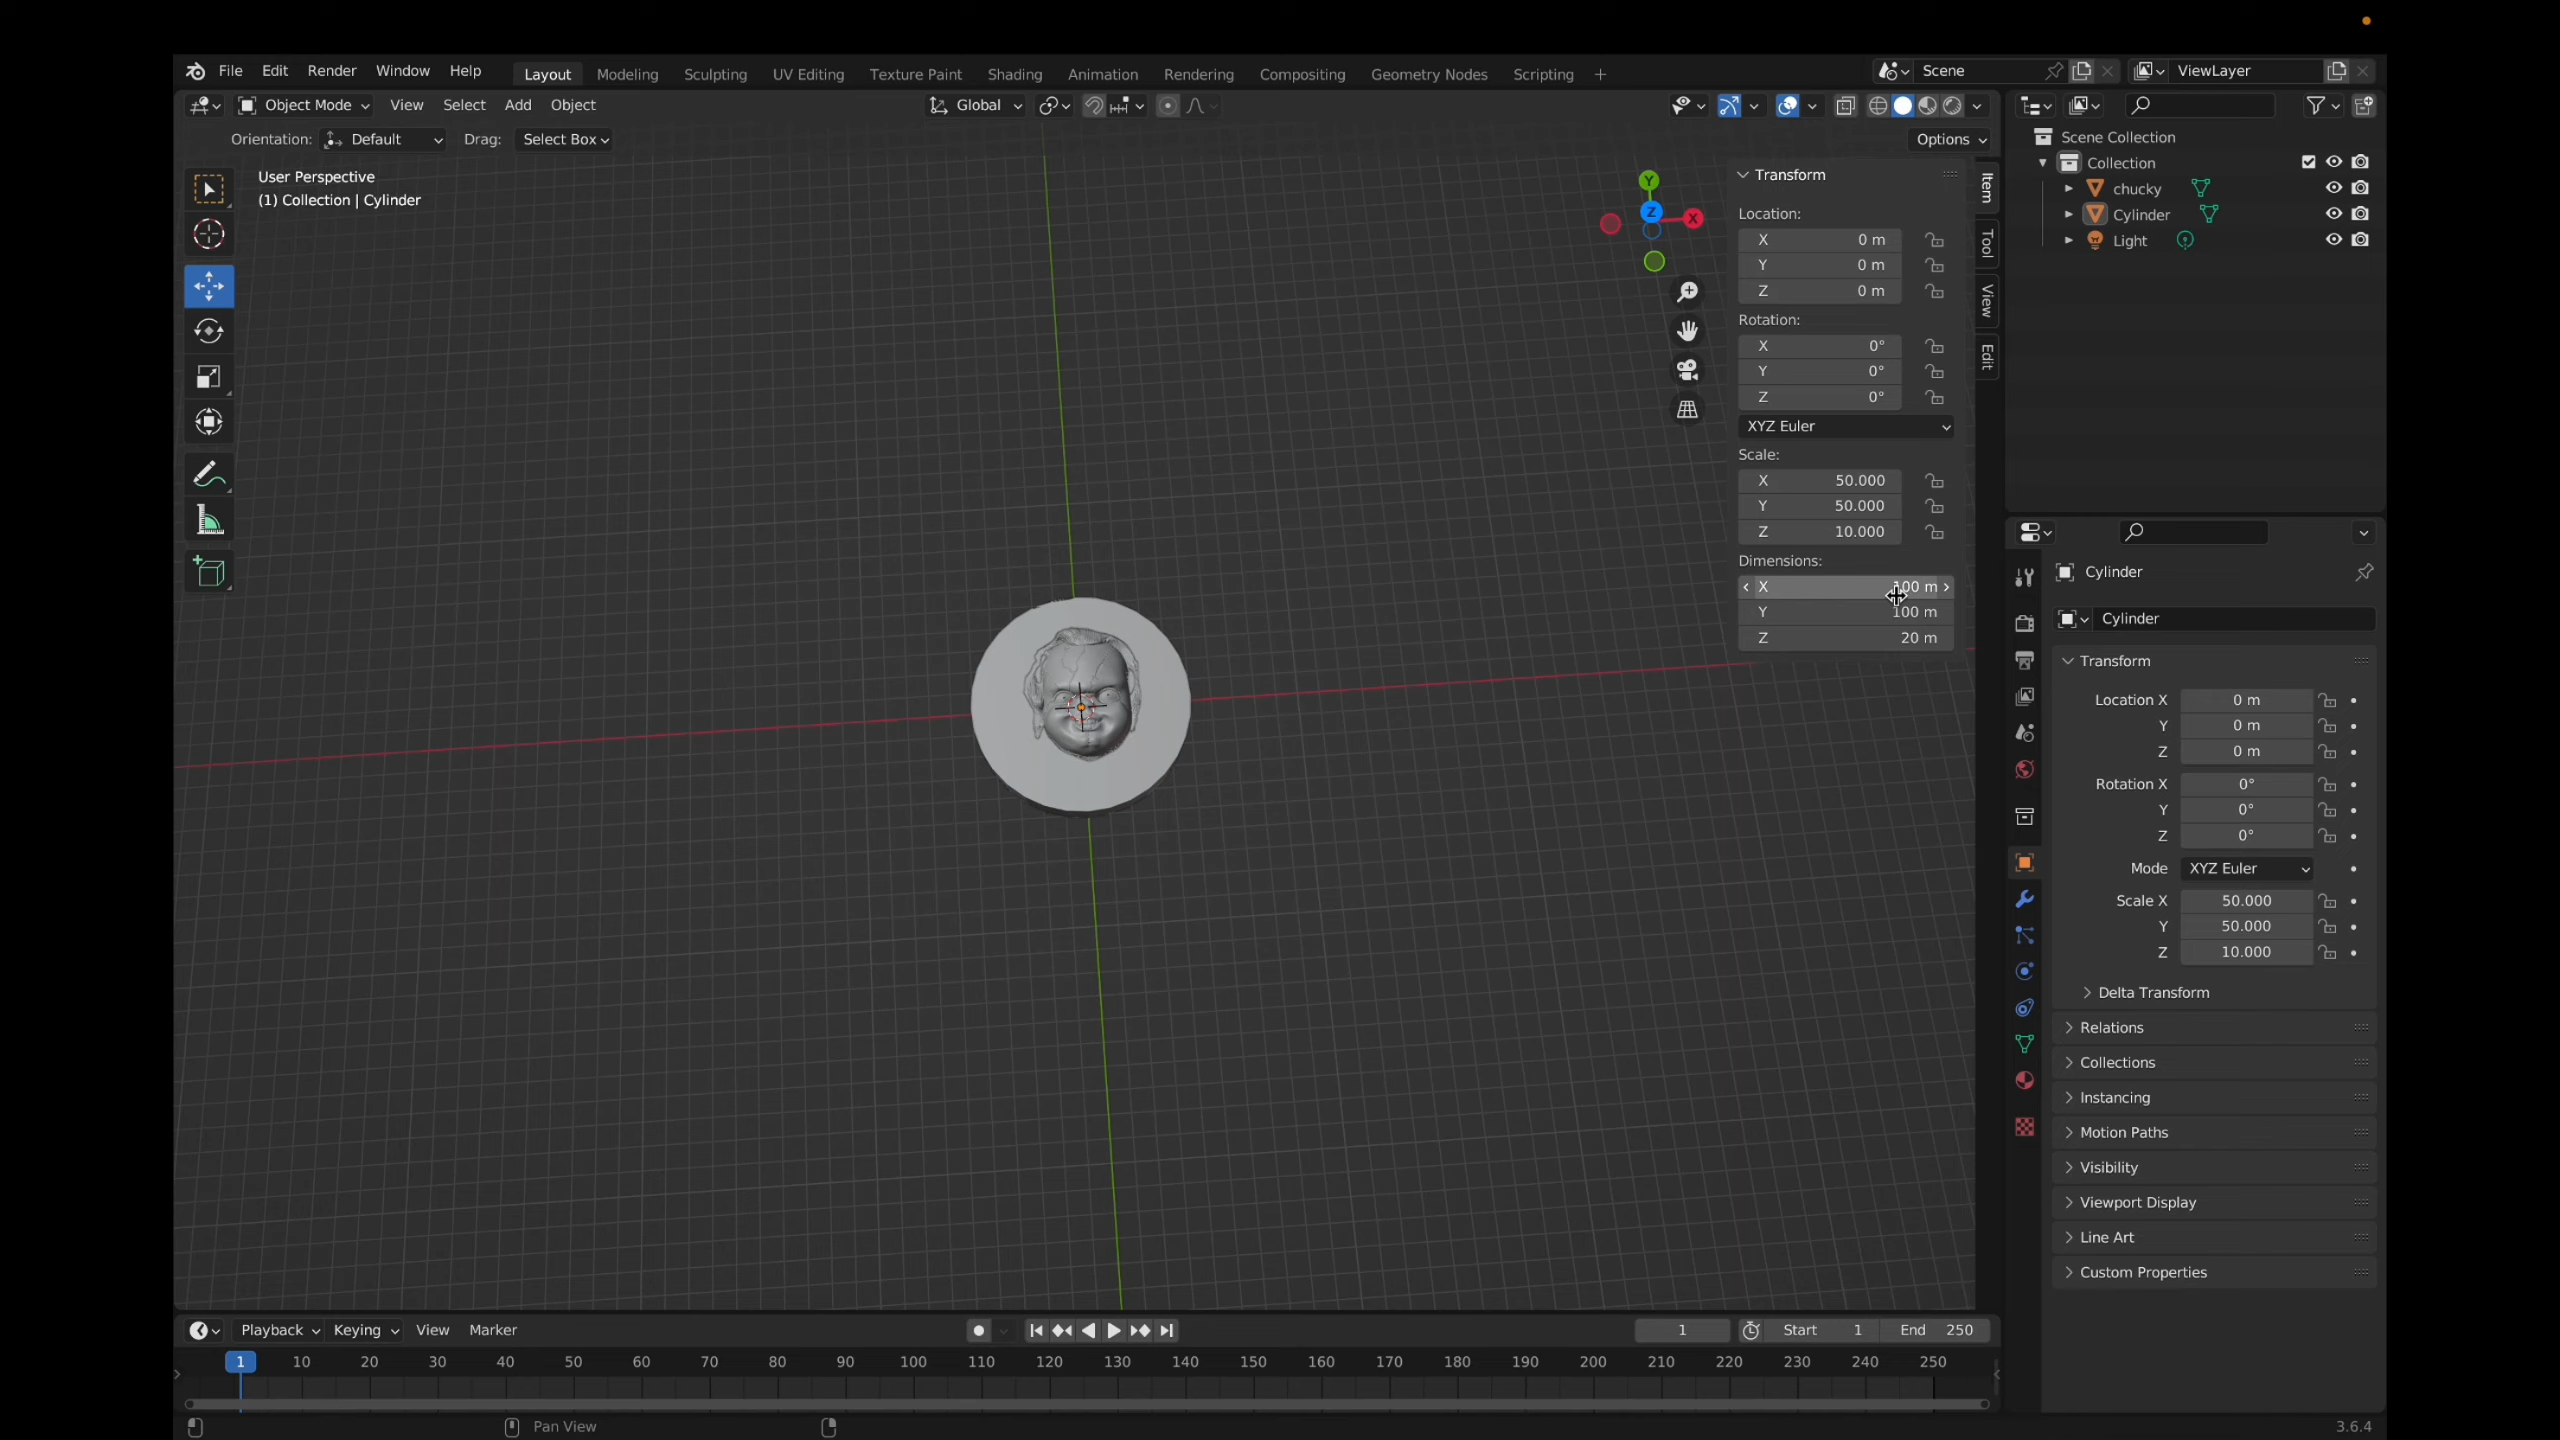 File Edit Render Window Help Layout Modeling Sculpting UV Editing Texture Paint Shading Animation Rendering Compositing Geometry Nodes Scripting + Scene ViewLayer
Object Mode View Select Add Object Global
Orientation: Default Drag: Select Box Options
User Perspective
(1) Collection | Cylinder
Y
Z
X
Transform
Location:
X 0 m
Y 0 m
Z 0 m
Rotation:
X 0°
Y 0°
Z 0°
XYZ Euler
Scale:
X 50.000
Y 50.000
Z 10.000
Dimensions:
X 100 m
Y 100 m
Z 20 m
Item
Tool
View
Edit
Scene Collection
Collection
chucky
Cylinder
Light
Cylinder
Cylinder
Transform
Location X 0 m
Y 0 m
Z 0 m
Rotation X 0°
Y 0°
Z 0°
Mode XYZ Euler
Scale X 50.000
Y 50.000
Z 10.000
Delta Transform
Relations
Collections
Instancing
Motion Paths
Visibility
Viewport Display
Line Art
Custom Properties
Playback Keying View Marker 1 Start 1 End 250
1 10 20 30 40 50 60 70 80 90 100 110 120 130 140 150 160 170 180 190 200 210 220 230 240 250
Pan View
3.6.4